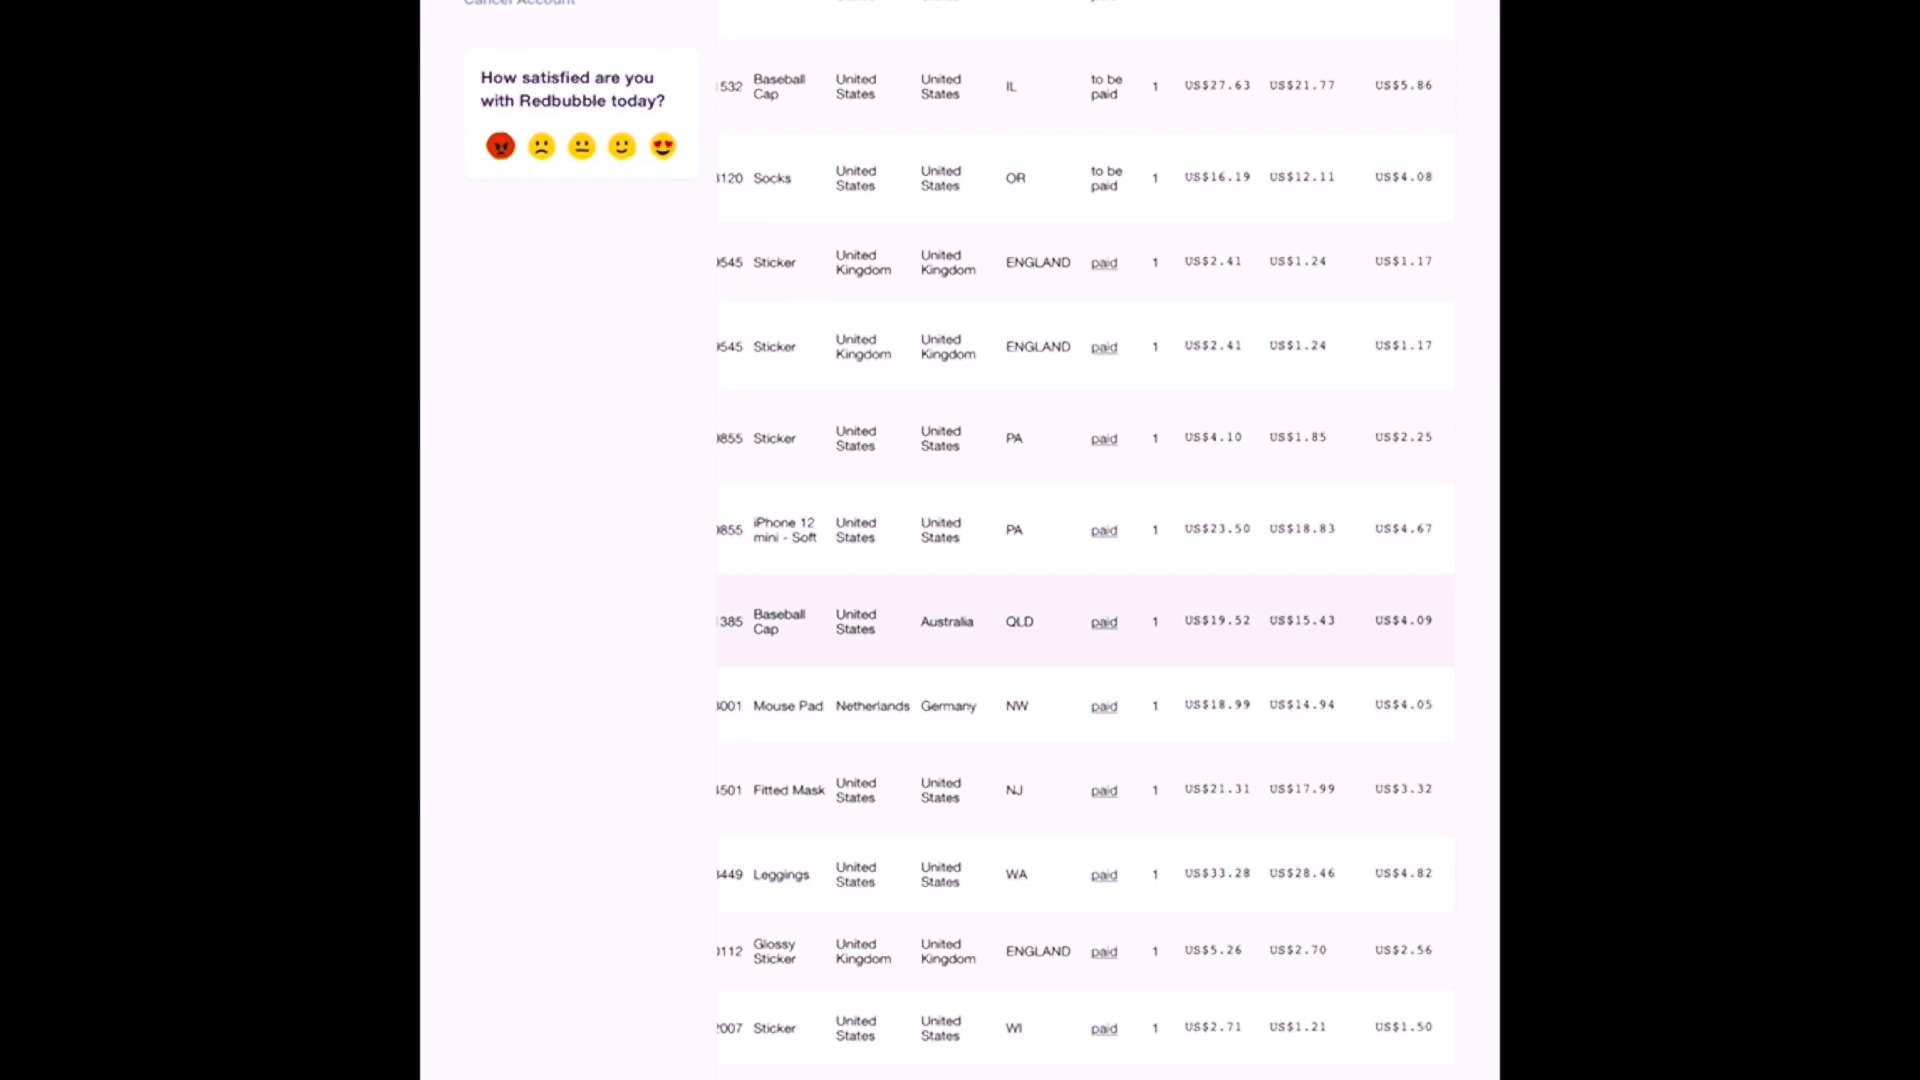 Cancel Account
How satisfied are you
with Redbubble today?
532 Baseball Cap United States United States IL to be paid 1 US$27.63 US$21.77 US$5.86
120 Socks United States United States OR to be paid 1 US$16.19 US$12.11 US$4.08
545 Sticker United Kingdom United Kingdom ENGLAND paid 1 US$2.41 US$1.24 US$1.17
545 Sticker United Kingdom United Kingdom ENGLAND paid 1 US$2.41 US$1.24 US$1.17
855 Sticker United States United States PA paid 1 US$4.10 US$1.85 US$2.25
855 iPhone 12 mini - Soft United States United States PA paid 1 US$23.50 US$18.83 US$4.67
385 Baseball Cap United States Australia QLD paid 1 US$19.52 US$15.43 US$4.09
001 Mouse Pad Netherlands Germany NW paid 1 US$18.99 US$14.94 US$4.05
501 Fitted Mask United States United States NJ paid 1 US$21.31 US$17.99 US$3.32
449 Leggings United States United States WA paid 1 US$33.28 US$28.46 US$4.82
112 Glossy Sticker United Kingdom United Kingdom ENGLAND paid 1 US$5.26 US$2.70 US$2.56
007 Sticker United States United States WI paid 1 US$2.71 US$1.21 US$1.50